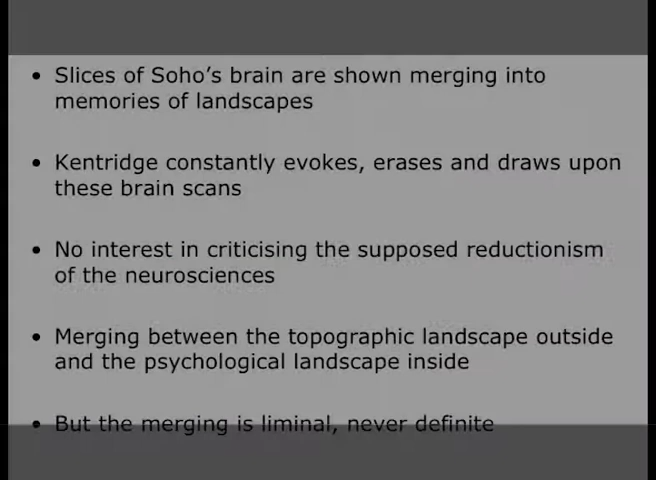 • Slices of Soho's brain are shown merging into
memories of landscapes
• Kentridge constantly evokes, erases and draws upon
these brain scans
• No interest in criticising the supposed reductionism
of the neurosciences
• Merging between the topographic landscape outside
and the psychological landscape inside
• But the merging is liminal, never definite